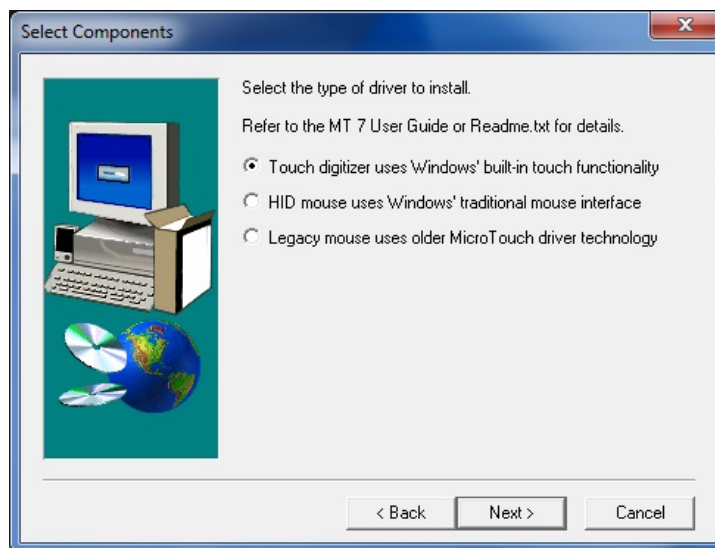 Select Components
Select the type of driver to install.
Refer to the MT 7 User Guide or Readme.txt for details.
Touch digitizer uses Windows' built-in touch functionality
HID mouse uses Windows' traditional mouse interface
Legacy mouse uses older MicroTouch driver technology
< Back Next > Cancel